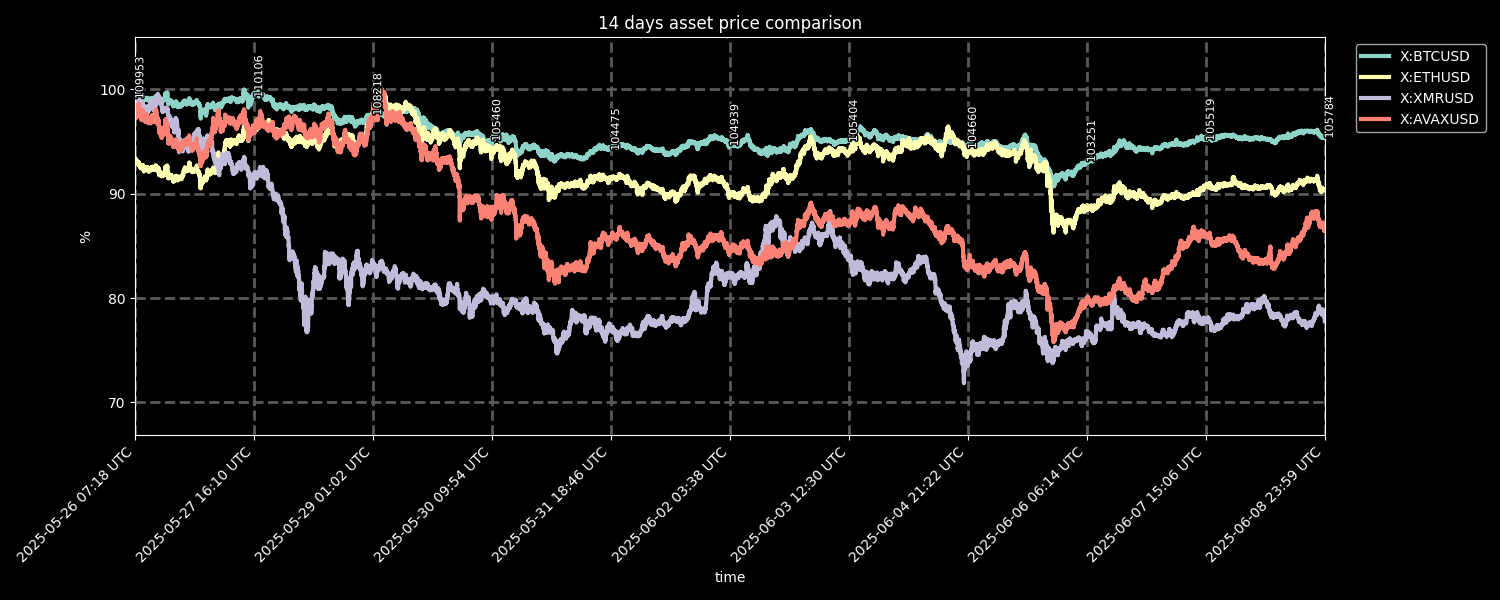 14 days asset price comparison
X:BTCUSD
X:ETHUSD
X:XMRUSD
X:AVAXUSD
%
100
90
80
70
109953
110106
108218
105460
104475
104939
105404
104660
103251
105519
105784
2025-05-26 07:18 UTC
2025-05-27 16:10 UTC
2025-05-29 01:02 UTC
2025-05-30 09:54 UTC
2025-05-31 18:46 UTC
2025-06-02 03:38 UTC
2025-06-03 12:30 UTC
2025-06-04 21:22 UTC
2025-06-06 06:14 UTC
2025-06-07 15:06 UTC
2025-06-08 23:59 UTC
time